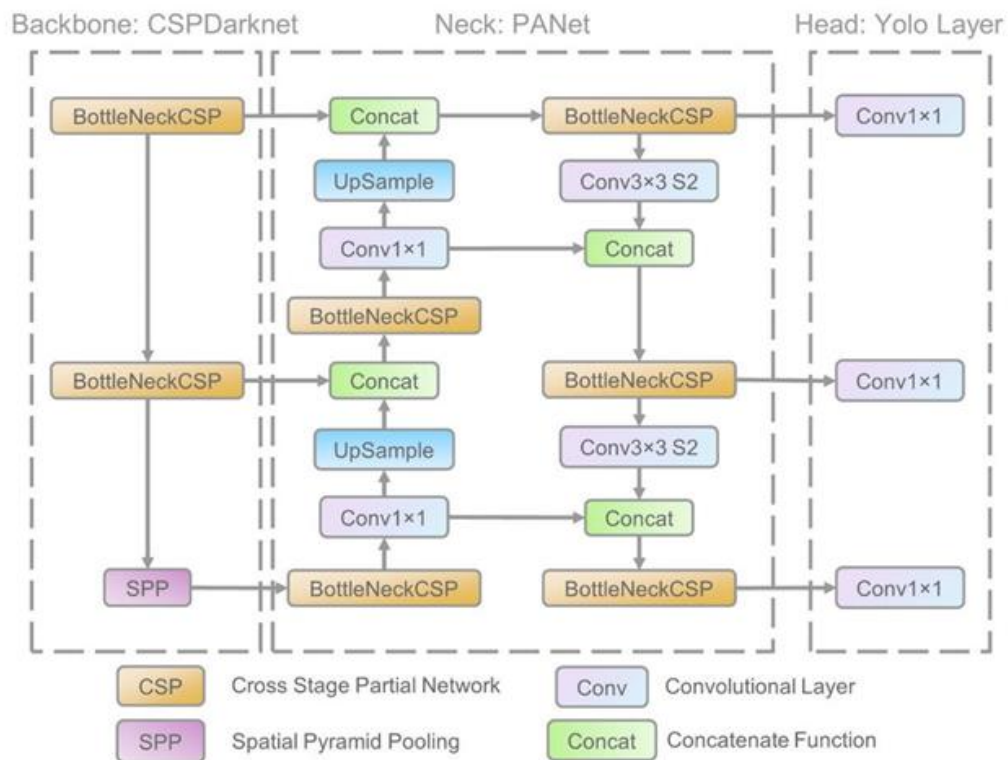 Backbone: CSPDarknet Neck: PANet Head: Yolo Layer
BottleNeckCSP Concat BottleNeckCSP Conv1×1
UpSample Conv3×3 S2
Conv1×1 Concat
BottleNeckCSP
BottleNeckCSP Concat BottleNeckCSP Conv1×1
UpSample Conv3×3 S2
Conv1×1 Concat
SPP BottleNeckCSP BottleNeckCSP Conv1×1
CSP Cross Stage Partial Network Conv Convolutional Layer
SPP Spatial Pyramid Pooling Concat Concatenate Function